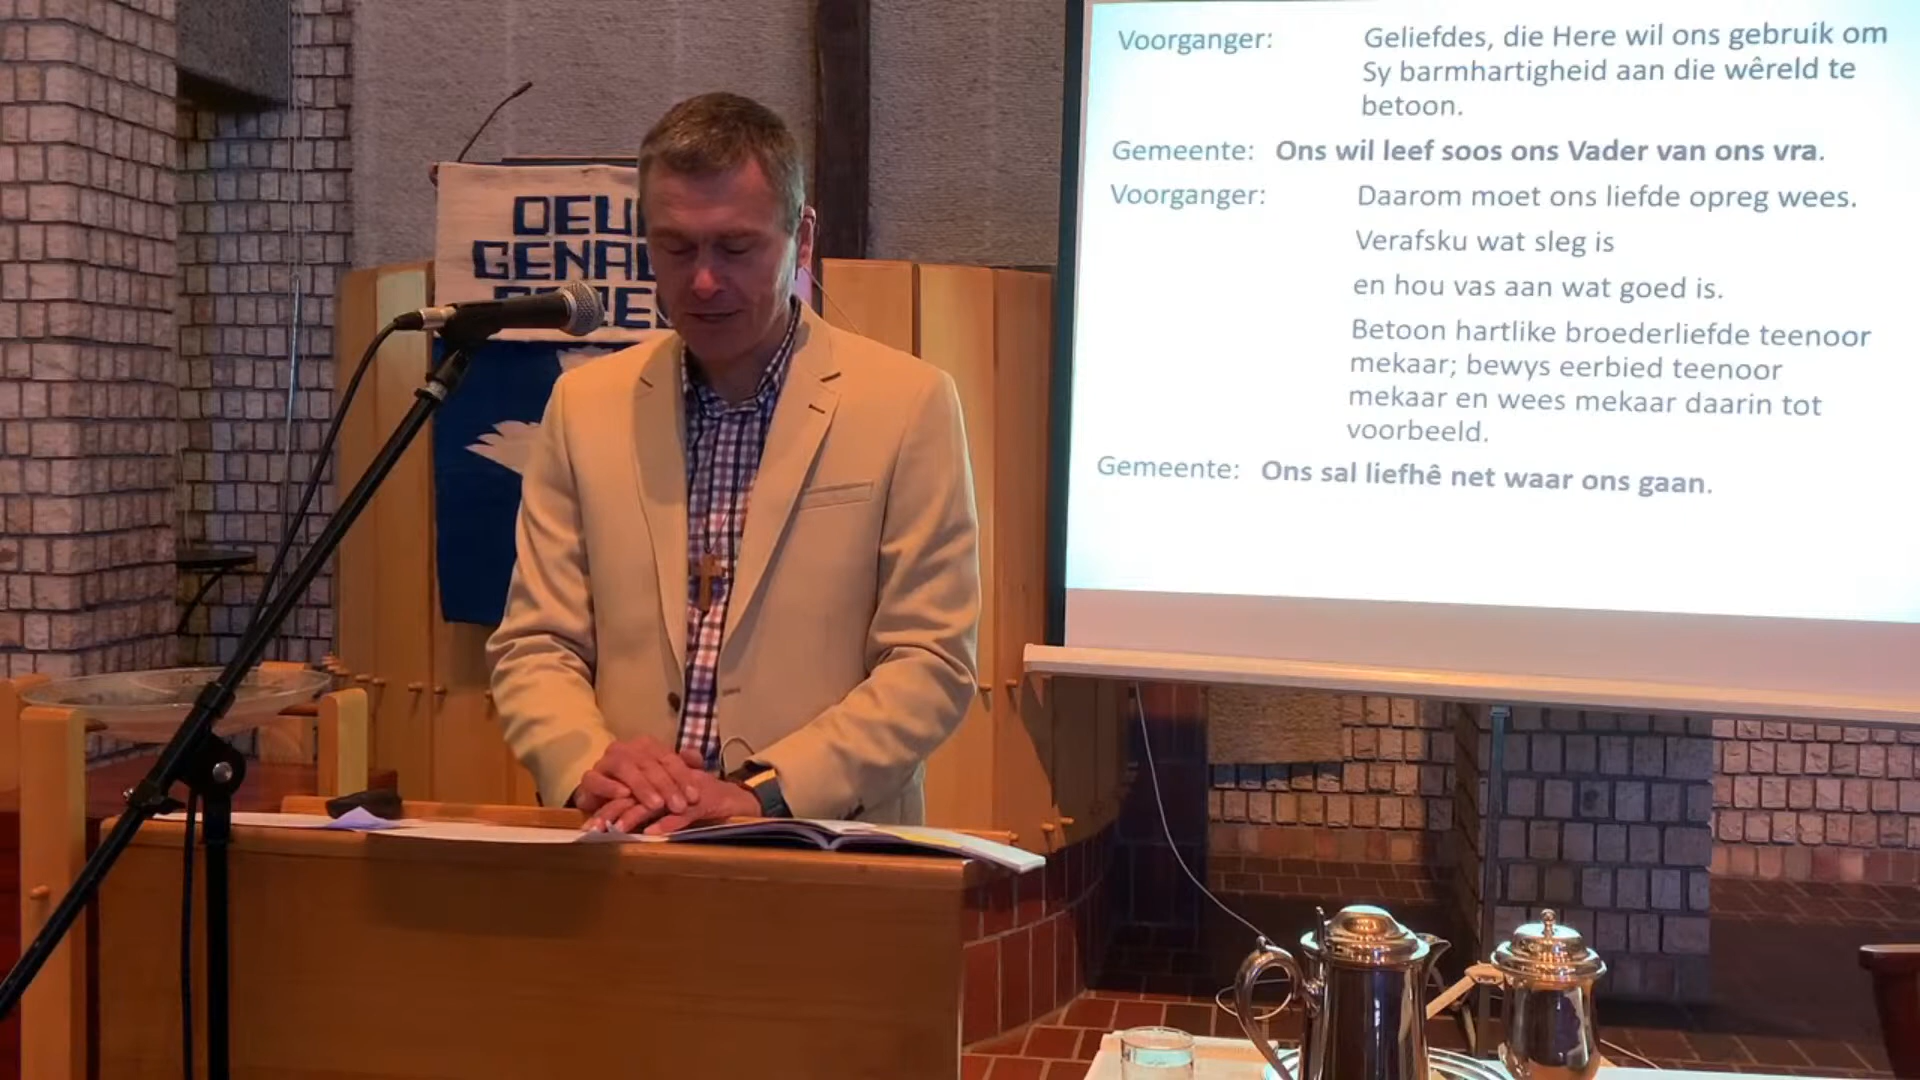 Voorganger: Geliefdes, die Here wil ons gebruik om
Sy barmhartigheid aan die wêreld te
betoon.
Gemeente: Ons wil leef soos ons Vader van ons vra.
Voorganger: Daarom moet ons liefde opreg wees.
Verafsku wat sleg is
en hou vas aan wat goed is.
Betoon hartlike broederliefde teenoor
mekaar; bewys eerbied teenoor
mekaar en wees mekaar daarin tot
voorbeeld.
Gemeente: Ons sal liefhê net waar ons gaan.